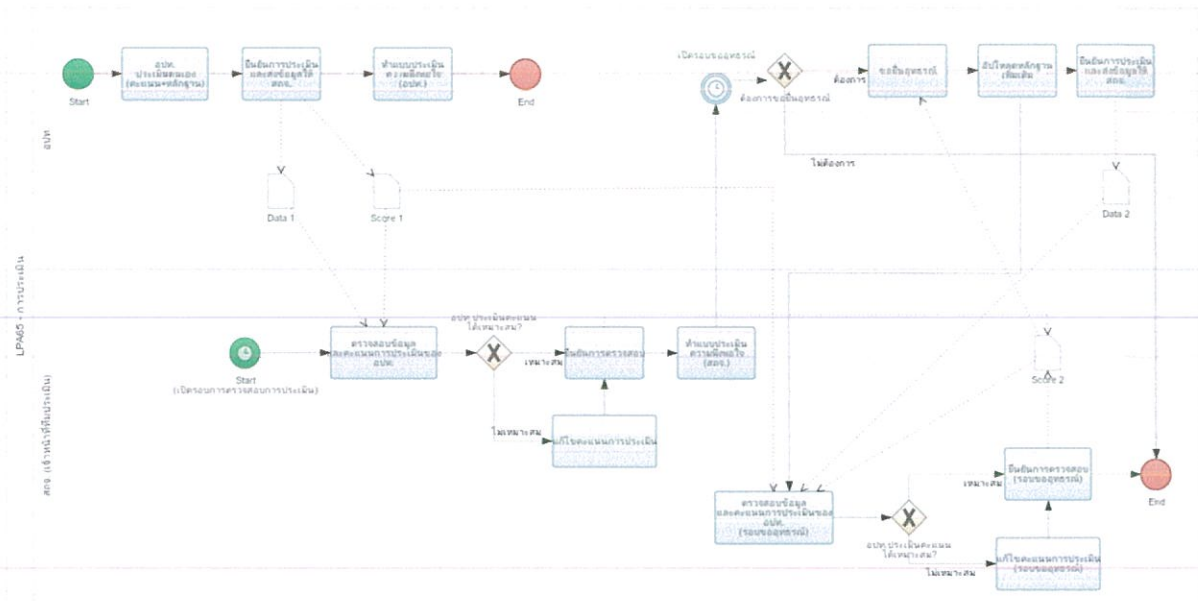 LPA65 - การประเมิน
อปท
สถจ. (เจ้าหน้าที่ทีมประเมิน)
Start
อปท.
ประเมินตนเอง
(คะแนน+หลักฐาน)
ยืนยันการประเมิน
และส่งข้อมูลให้
สถจ.
ทำแบบประเมิน
ความพึงพอใจ
(อปท.)
End
เปิดรอบขออุทธรณ์
ต้องการขอยื่นอุทธรณ์
ต้องการ
ไม่ต้องการ
ขอยื่นอุทธรณ์
อัปโหลดหลักฐาน
เพิ่มเติม
ยืนยันการประเมิน
และส่งข้อมูลให้
สถจ.
Data 1
Score 1
Data 2
Start
(เปิดรอบการตรวจสอบการประเมิน)
ตรวจสอบข้อมูล
และคะแนนการประเมินของ
อปท.
อปท.ประเมินคะแนน
ได้เหมาะสม?
เหมาะสม
ไม่เหมาะสม
ยืนยันการตรวจสอบ
ทำแบบประเมิน
ความพึงพอใจ
(สถจ.)
แก้ไขคะแนนการประเมิน
Score 2
ตรวจสอบข้อมูล
และคะแนนการประเมินของ
อปท.
(รอบขออุทธรณ์)
อปท.ประเมินคะแนน
ได้เหมาะสม?
เหมาะสม
ไม่เหมาะสม
ยืนยันการตรวจสอบ
(รอบขออุทธรณ์)
แก้ไขคะแนนการประเมิน
(รอบขออุทธรณ์)
End